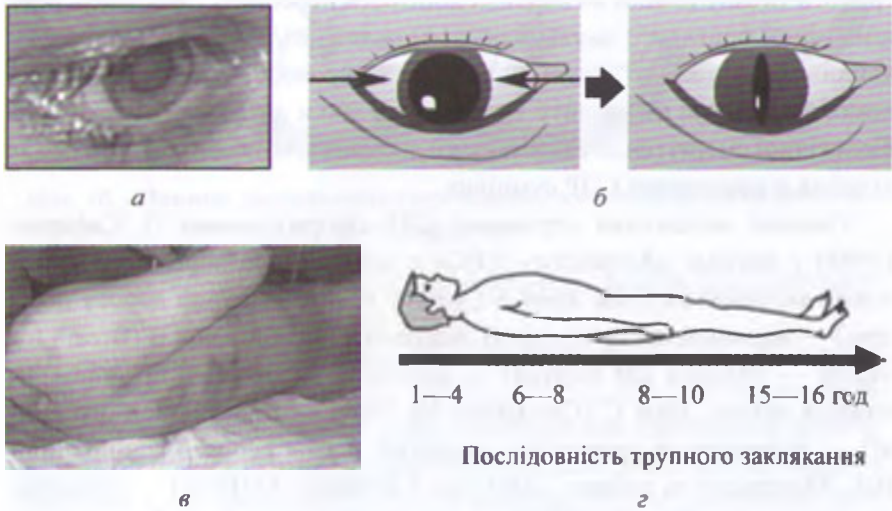 а
б
1—4 6—8 8—10 15—16 год
Послідовність трупного заклякання
в
г